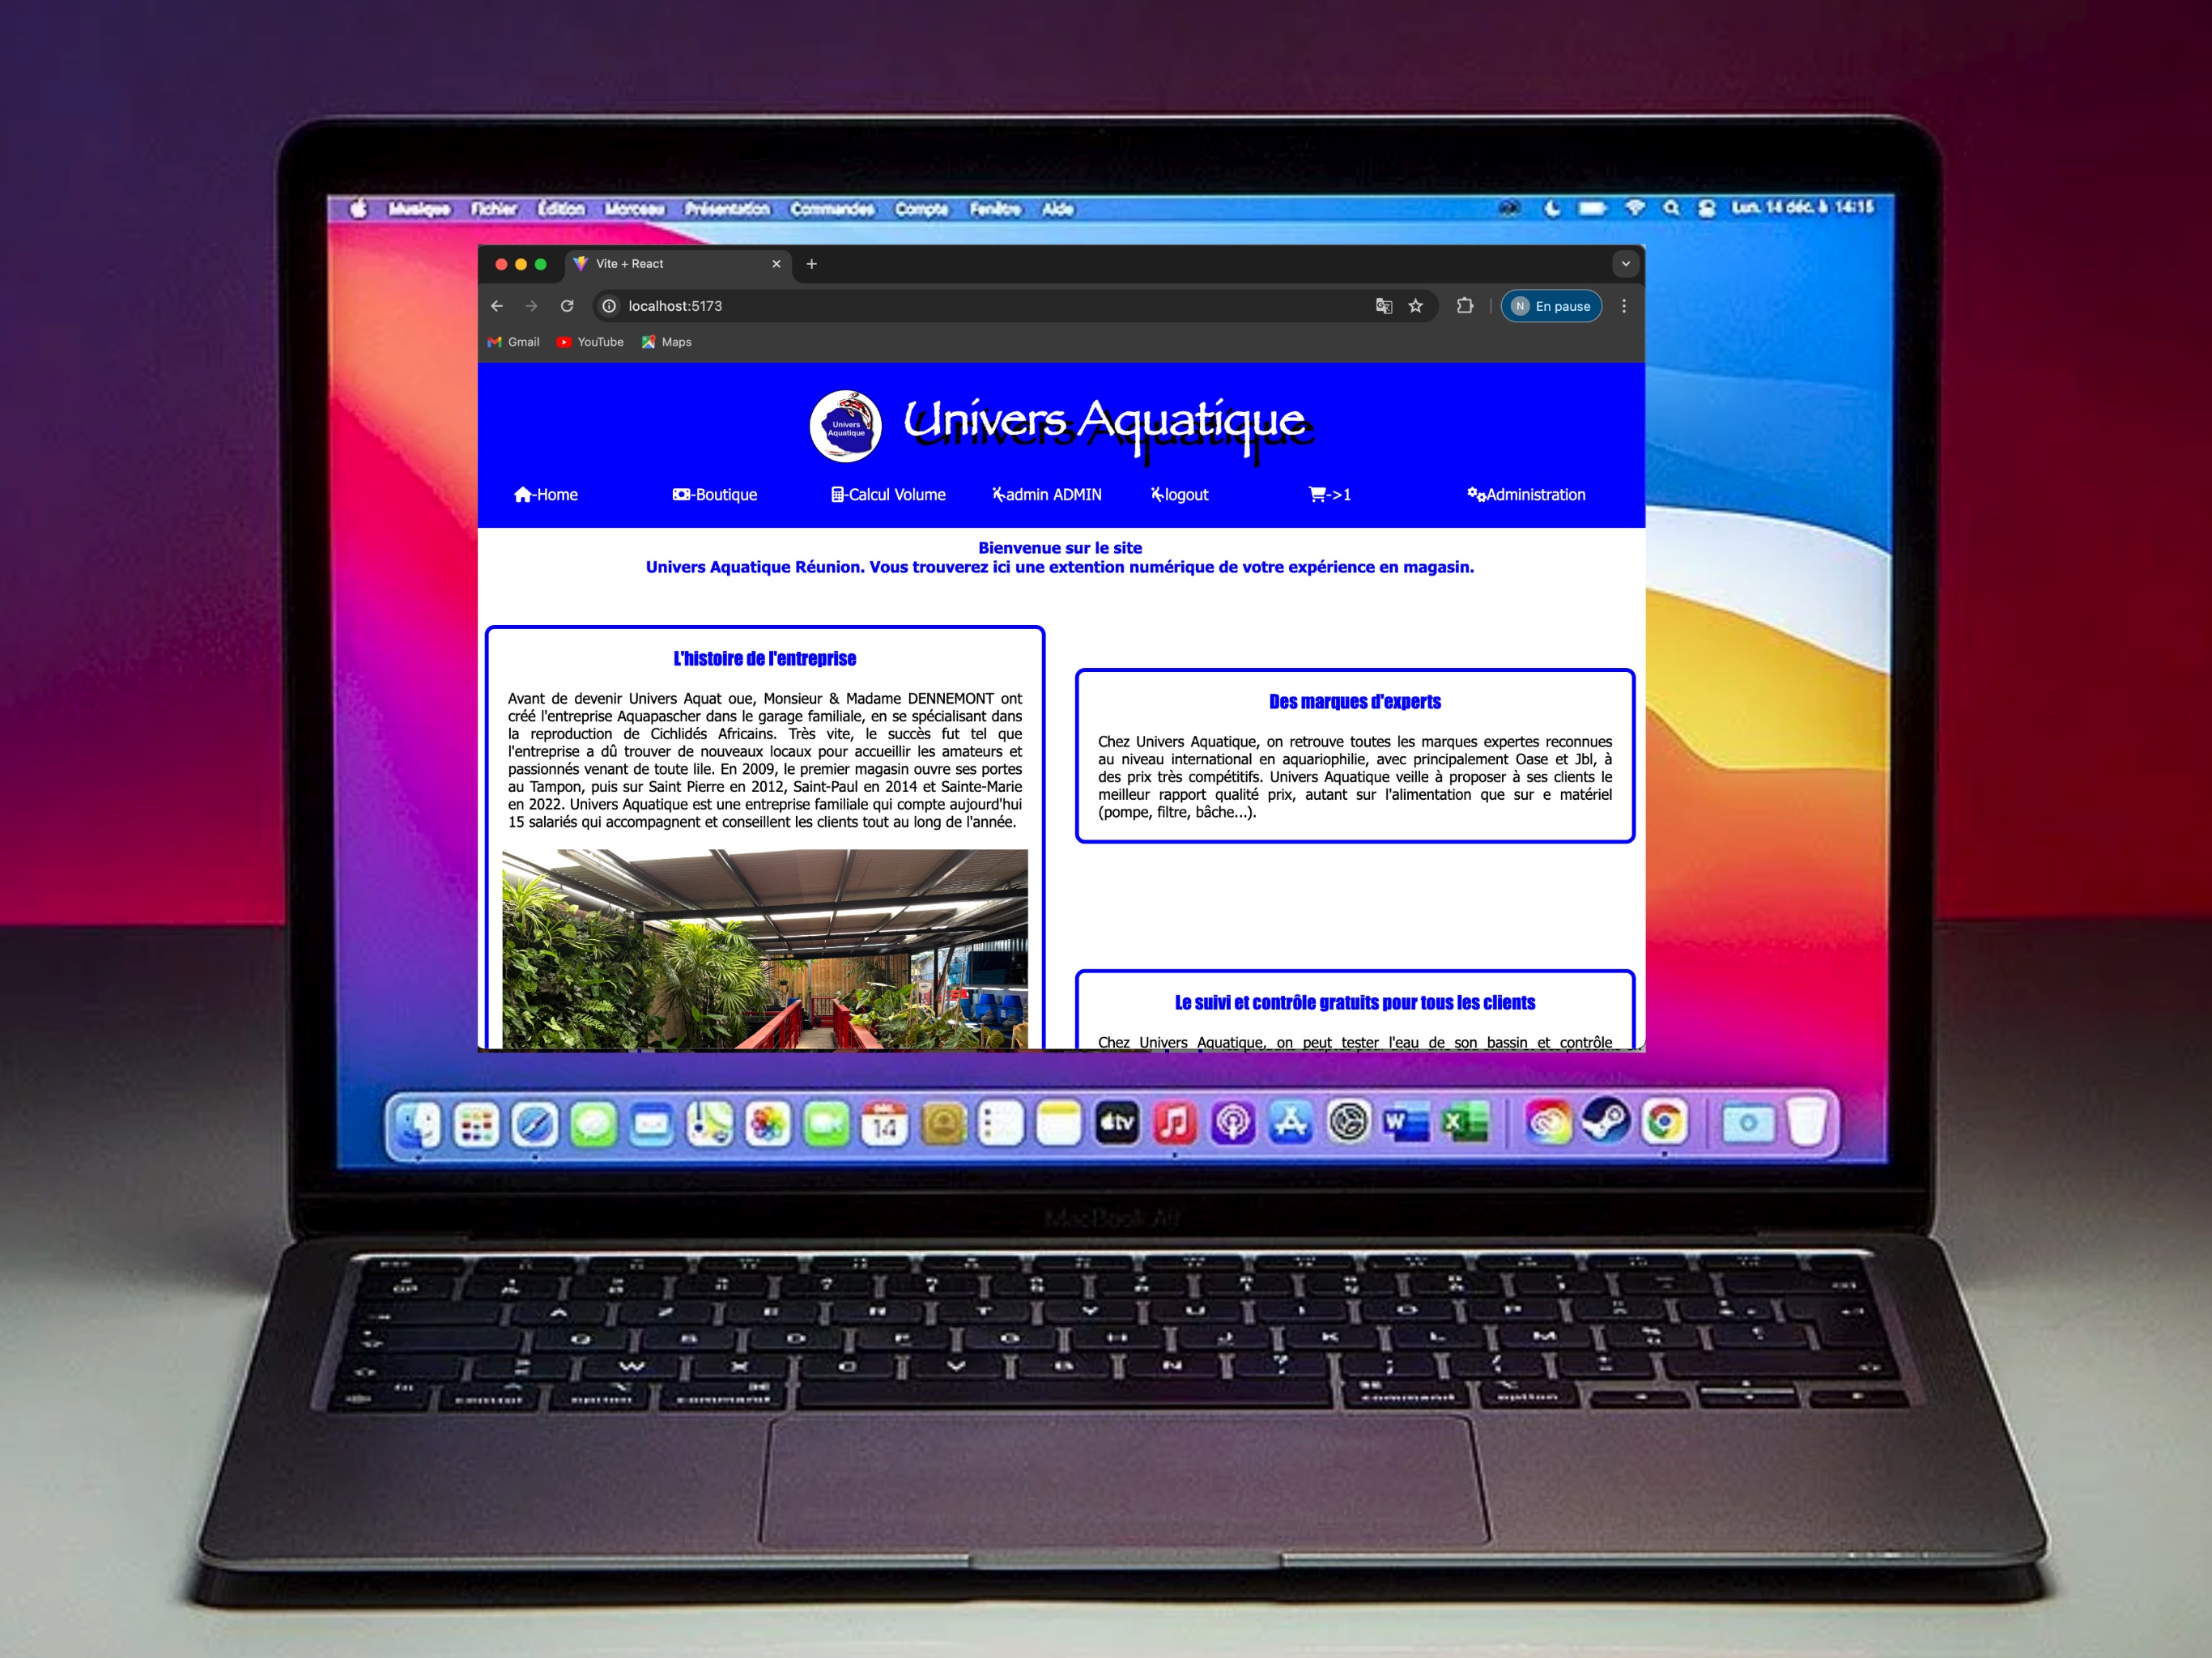 Musique Fichier Édition Morceau Présentation Commandes Compte Fenêtre Aide
Lun. 14 déc. à 14:15
Vite + React
localhost:5173
N En pause
Gmail YouTube Maps
Univers
Aquatique
Univers Aquatique
-Home -Boutique -Calcul Volume admin ADMIN logout ->1 Administration
Bienvenue sur le site
Univers Aquatique Réunion. Vous trouverez ici une extention numérique de votre expérience en magasin.
L'histoire de l'entreprise
Avant de devenir Univers Aquat oue, Monsieur & Madame DENNEMONT ont
créé l'entreprise Aquapascher dans le garage familiale, en se spécialisant dans
la reproduction de Cichlidés Africains. Très vite, le succès fut tel que
l'entreprise a dû trouver de nouveaux locaux pour accueillir les amateurs et
passionnés venant de toute lile. En 2009, le premier magasin ouvre ses portes
au Tampon, puis sur Saint Pierre en 2012, Saint-Paul en 2014 et Sainte-Marie
en 2022. Univers Aquatique est une entreprise familiale qui compte aujourd'hui
15 salariés qui accompagnent et conseillent les clients tout au long de l'année.
Des marques d'experts
Chez Univers Aquatique, on retrouve toutes les marques expertes reconnues
au niveau international en aquariophilie, avec principalement Oase et Jbl, à
des prix très compétitifs. Univers Aquatique veille à proposer à ses clients le
meilleur rapport qualité prix, autant sur l'alimentation que sur e matériel
(pompe, filtre, bâche...).
Le suivi et contrôle gratuits pour tous les clients
Chez Univers Aquatique, on peut tester l'eau de son bassin et contrôle
14
tv
W
X
MacBook Air
A Z E R T Y U I O P
Q S D F G H J K L M
W X C V B N
fn control option command command option